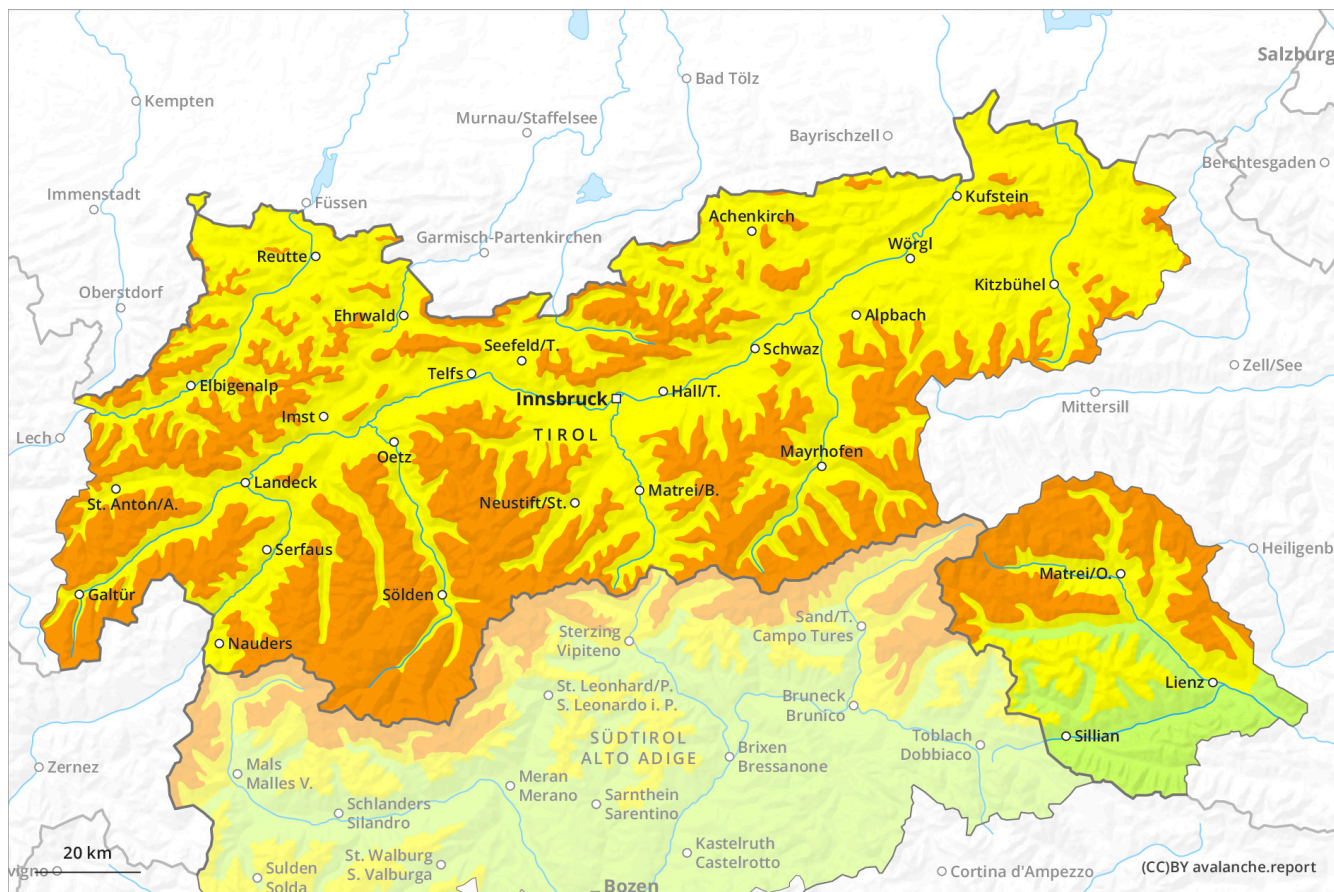 Salzburg
Kempten
Bad Tölz
Murnau/Staffelsee
Bayrischzell
Berchtesgaden
Immenstadt
Füssen
Kufstein
Achenkirch
Garmisch-Partenkirchen
Wörgl
Reutte
Oberstdorf
Kitzbühel
Ehrwald
Alpbach
Seefeld/T.
Schwaz
Zell/See
Telfs
Elbigenalp
Innsbruck
Hall/T.
Mittersill
Imst
Lech
TIROL
Oetz
Mayrhofen
Landeck
Matrei/B.
St. Anton/A.
Neustift/St.
Serfaus
Heiligenb
Matrei/O.
Galtür
Sölden
Sand/T.
Campo Tures
Sterzing
Vipiteno
Nauders
Lienz
St. Leonhard/P.
S. Leonardo i. P.
Bruneck
Brunico
Sillian
SÜDTIROL
ALTO ADIGE
Toblach
Dobbiaco
Brixen
Bressanone
Zernez
Mals
Malles V.
Meran
Merano
Sarnthein
Sarentino
Schlanders
Silandro
Kastelruth
Castelrotto
20 km
St. Walburg
S. Valburga
vigno
Sulden
Solda
Cortina d'Ampezzo
(CC)BY avalanche.report
Bozen